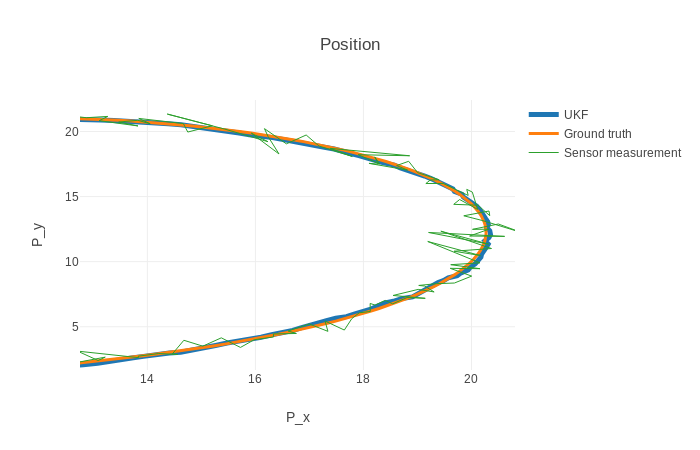 Position
UKF
Ground truth
Sensor measurement
20
15
10
5
P_y
14
16
18
20
P_x